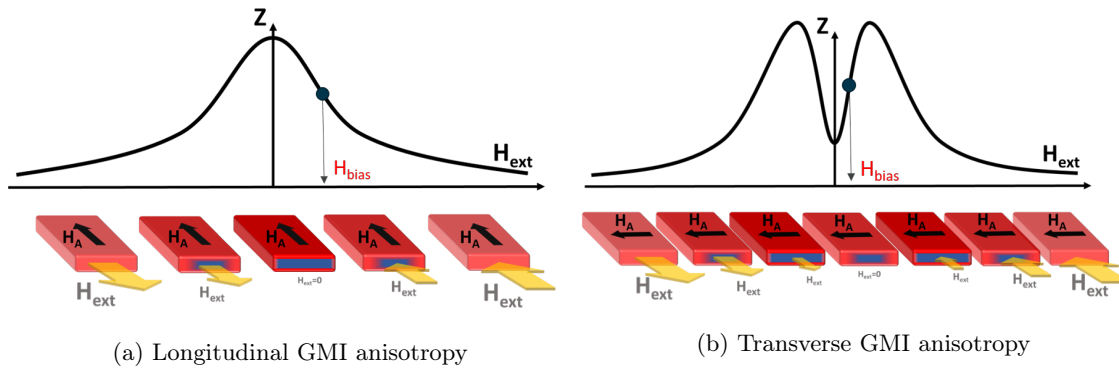 Z
H_ext
H_bias
H_A
H_A
H_A
H_A
H_A
H_ext
H_ext
H_ext=0
H_ext
H_ext
(a) Longitudinal GMI anisotropy
Z
H_ext
H_bias
H_A
H_A
H_A
H_A
H_A
H_A
H_A
H_ext
H_ext
H_ext
H_ext=0
H_ext
H_ext
H_ext
(b) Transverse GMI anisotropy